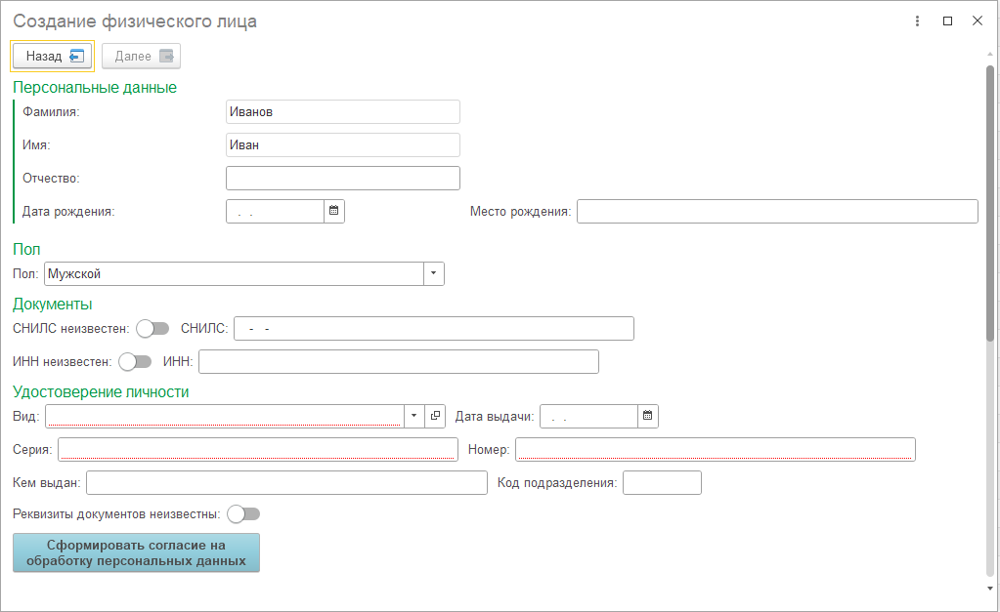 Создание физического лица
Назад Далее
Персональные данные
Фамилия: Иванов
Имя: Иван
Отчество:
Дата рождения: . . Место рождения:
Пол
Пол: Мужской
Документы
СНИЛС неизвестен: СНИЛС: - -
ИНН неизвестен: ИНН:
Удостоверение личности
Вид: Дата выдачи: . .
Серия: Номер:
Кем выдан: Код подразделения:
Реквизиты документов неизвестны:
Сформировать согласие на
обработку персональных данных